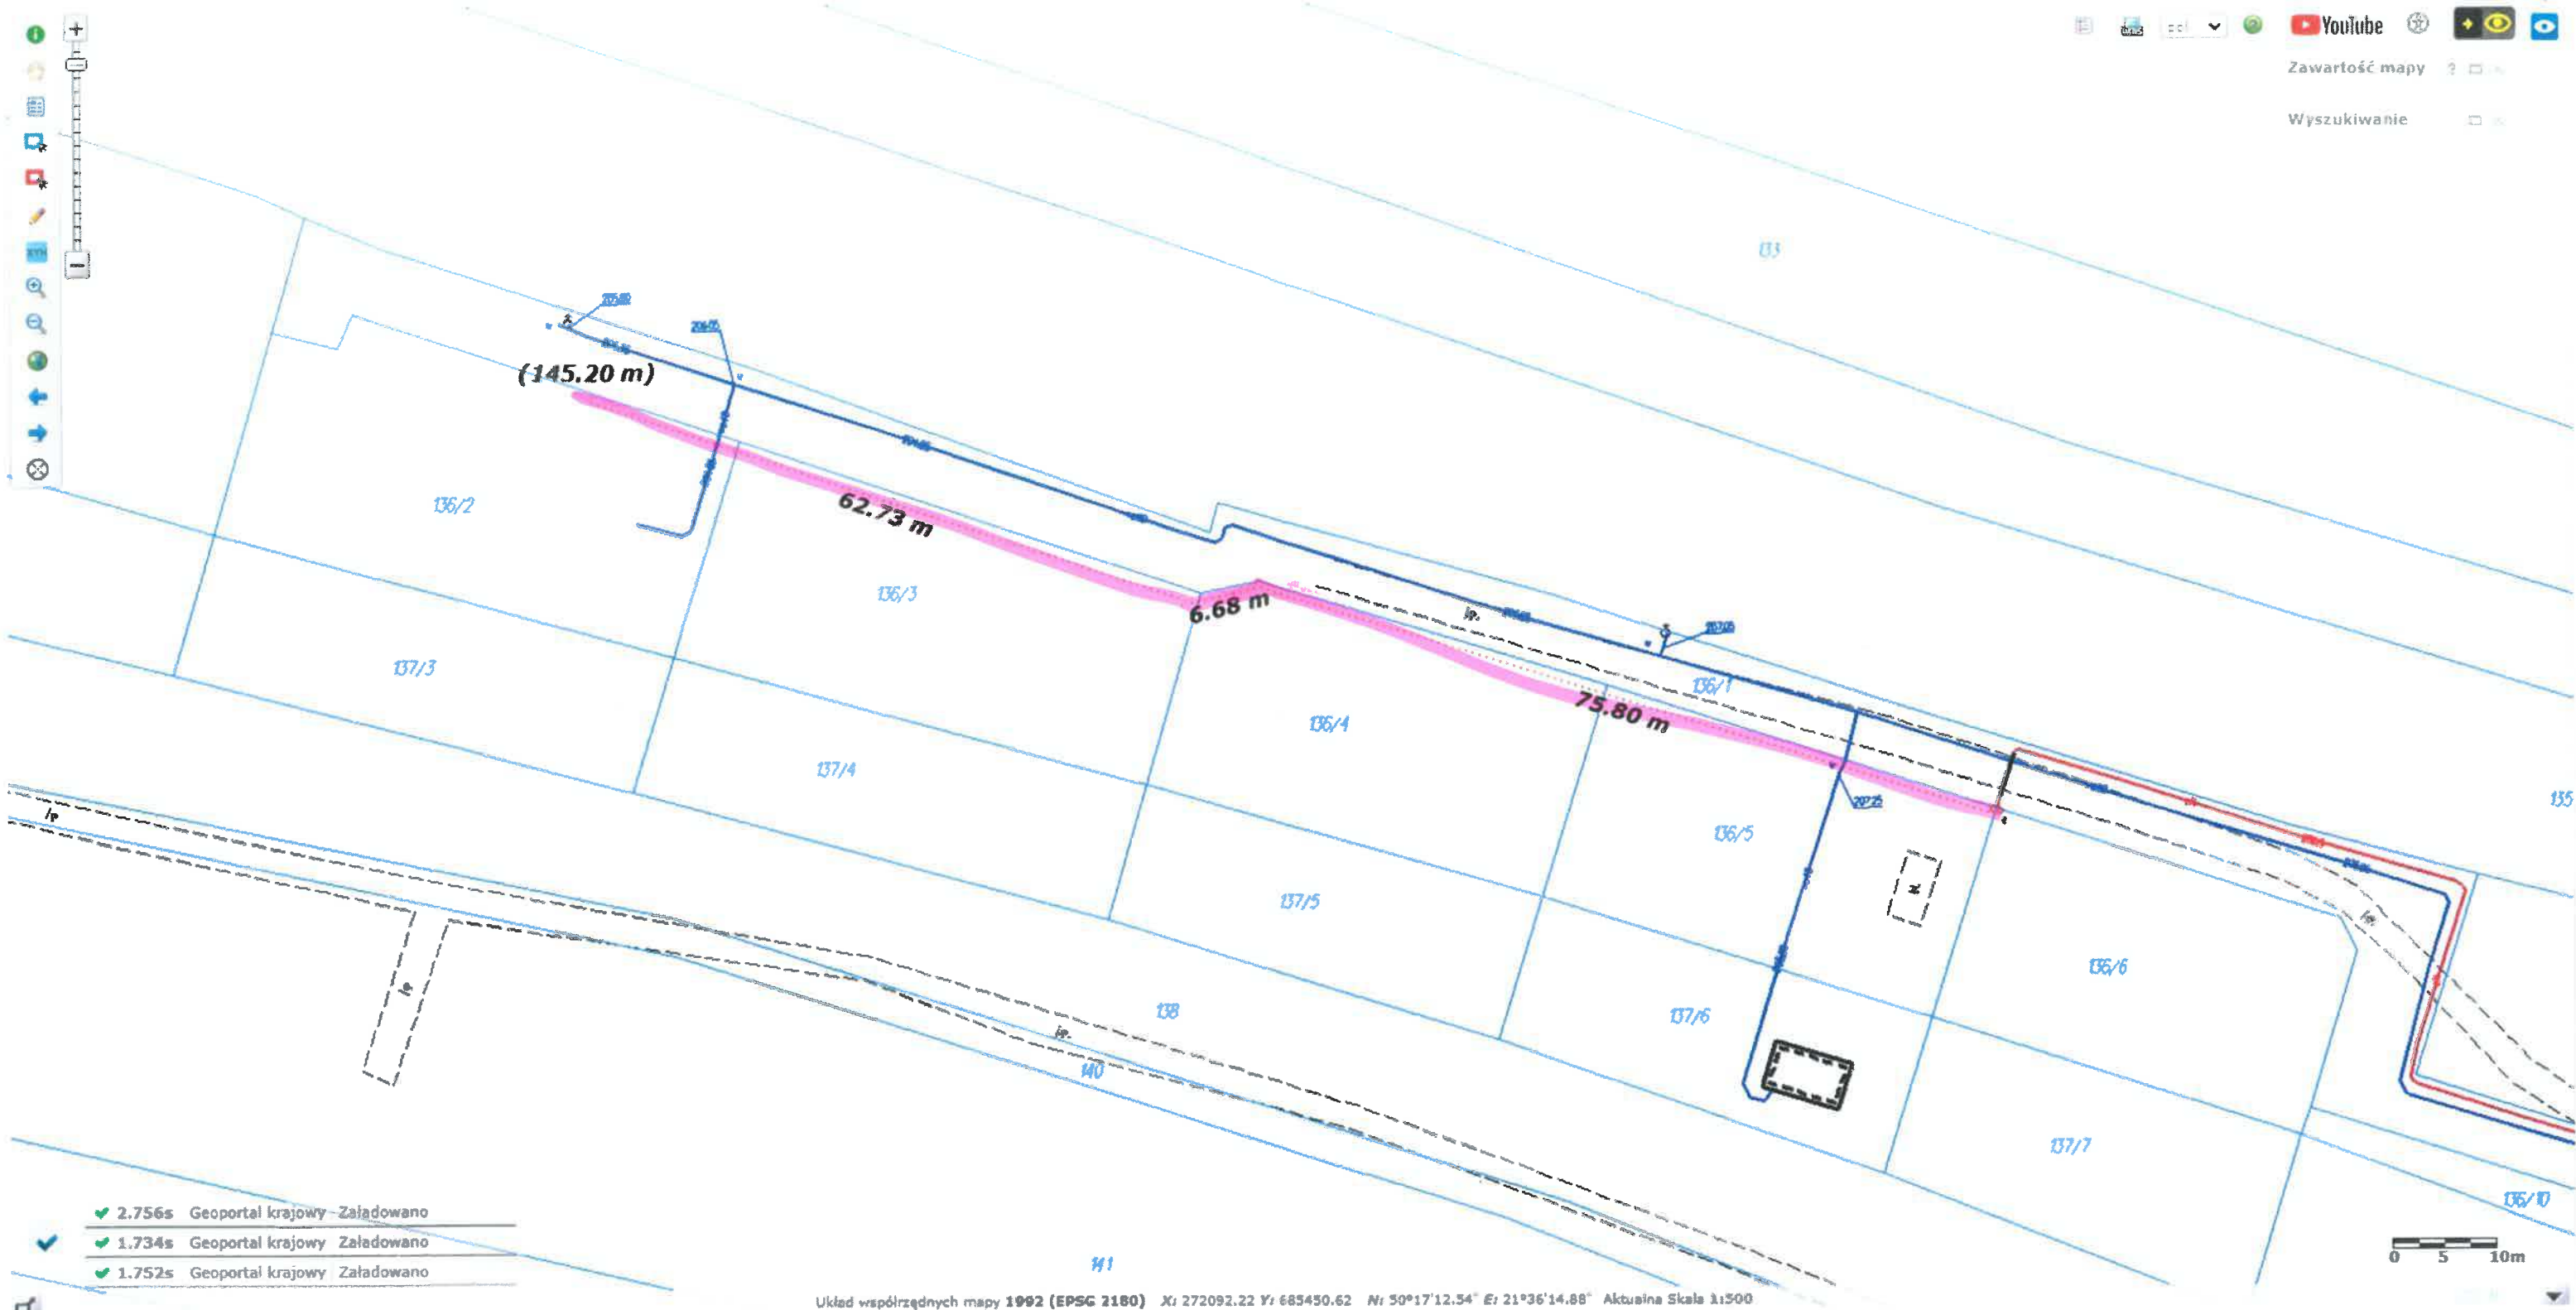 YouTube
Zawartość mapy ?
Wyszukiwanie
133
(145.20 m)
136/2
62.73 m
136/3
6.68 m
136/1
75.80 m
136/4
136/5
207.25
135
137/3
137/4
137/5
136/6
138
137/6
140
137/7
136/10
141
2.756s Geoportal krajowy Załadowano
1.734s Geoportal krajowy Załadowano
1.752s Geoportal krajowy Załadowano
0 5 10m
Układ współrzędnych mapy 1992 (EPSG 2180) X: 272092.22 Y: 685450.62 N: 50°17'12.54" E: 21°36'14.88" Aktualna Skala 1:500